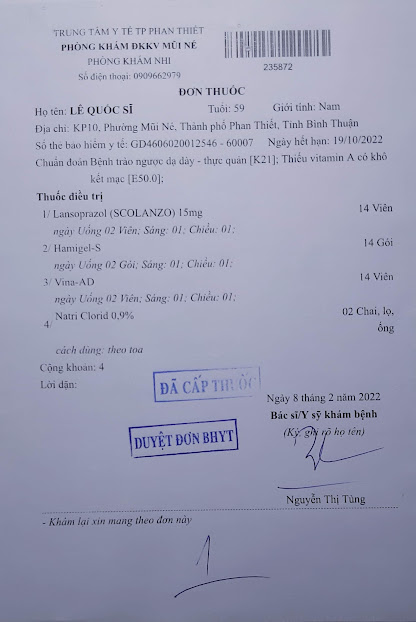 TRUNG TÂM Y TẾ TP PHAN THIẾT
PHÒNG KHÁM ĐKKV MŨI NÉ
PHÒNG KHÁM NHI
Số điện thoại: 0909662979
235872
ĐƠN THUỐC
Họ tên: LÊ QUỐC SĨ Tuổi: 59 Giới tính: Nam
Địa chỉ: KP10, Phường Mũi Né, Thành phố Phan Thiết, Tỉnh Bình Thuận
Số thẻ bảo hiểm y tế: GD4606020012546 - 60007 Ngày hết hạn: 19/10/2022
Chuẩn đoán Bệnh trào ngược dạ dày - thực quản [K21]; Thiếu vitamin A có khô
kết mạc [E50.0];
Thuốc điều trị
1/ Lansoprazol (SCOLANZO) 15mg 14 Viên
ngày Uống 02 Viên; Sáng: 01; Chiều: 01;
2/ Hamigel-S 14 Gói
ngày Uống 02 Gói; Sáng: 01; Chiều: 01;
3/ Vina-AD 14 Viên
ngày Uống 02 Viên; Sáng: 01; Chiều: 01;
4/ Natri Clorid 0,9% 02 Chai, lọ,
ống
cách dùng: theo toa
Cộng khoản: 4
Lời dặn:
ĐÃ CẤP THUỐC
Ngày 8 tháng 2 năm 2022
Bác sĩ/Y sỹ khám bệnh
(Ký, ghi rõ họ tên)
DUYỆT ĐƠN BHYT
Nguyễn Thị Tùng
- Khám lại xin mang theo đơn này
1